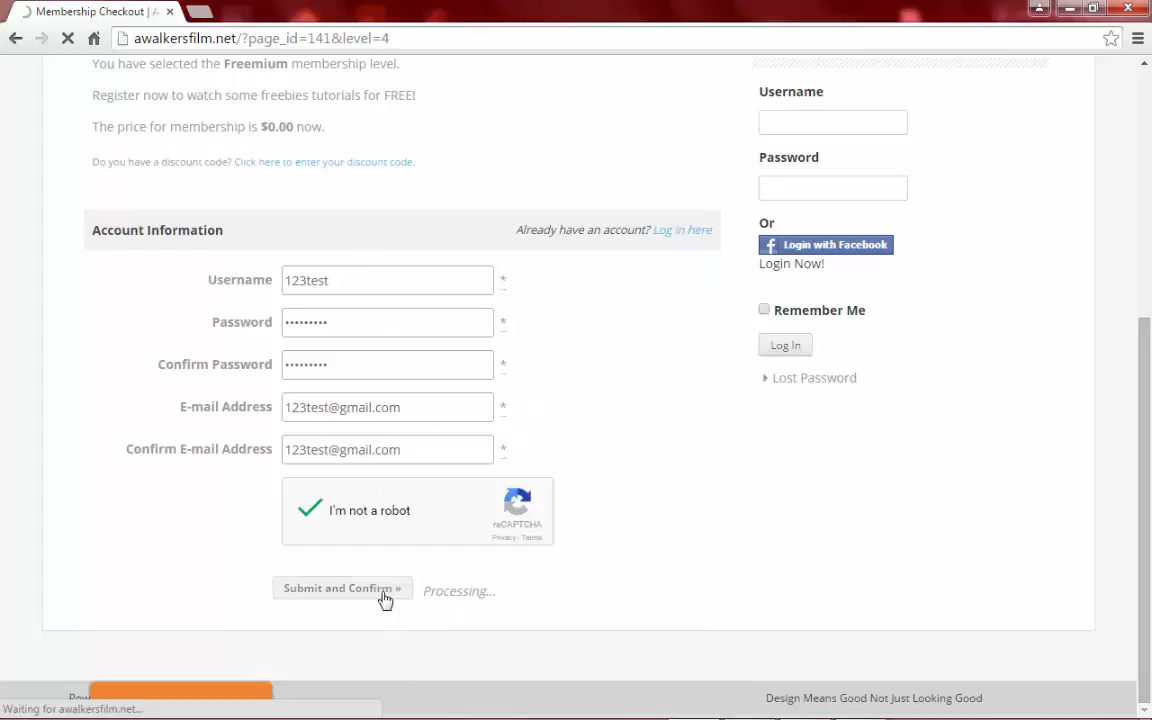 Membership Checkout | A
awalkersfilm.net/?page_id=141&level=4
You have selected the Freemium membership level.
Register now to watch some freebies tutorials for FREE!
The price for membership is $0.00 now.
Do you have a discount code? Click here to enter your discount code.
Account Information
Already have an account? Log in here
Username
123test
*
Password
•••••••••
*
Confirm Password
•••••••••
*
E-mail Address
123test@gmail.com
*
Confirm E-mail Address
123test@gmail.com
*
I'm not a robot
reCAPTCHA
Privacy - Terms
Submit and Confirm »
Processing...
Username
Password
Or
f Login with Facebook
Login Now!
Remember Me
Log In
Lost Password
Design Means Good Not Just Looking Good
Waiting for awalkersfilm.net...